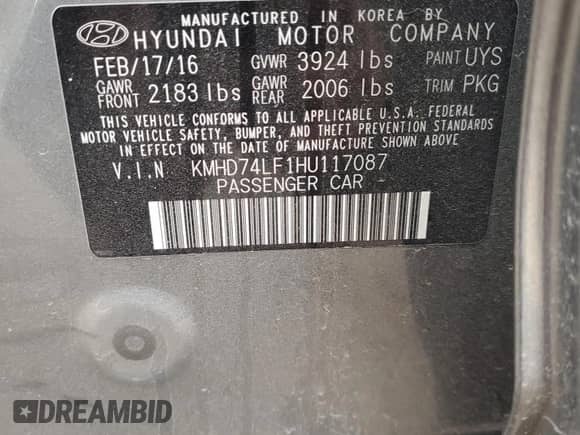 MANUFACTURED IN KOREA BY
HYUNDAI MOTOR COMPANY
FEB/17/16 GVWR 3924 lbs PAINT UYS
GAWR FRONT 2183 lbs GAWR REAR 2006 lbs TRIM PKG
THIS VEHICLE CONFORMS TO ALL APPLICABLE U.S.A. FEDERAL
MOTOR VEHICLE SAFETY, BUMPER, AND THEFT PREVENTION STANDARDS
IN EFFECT ON THE DATE OF MANUFACTURE SHOWN ABOVE
V.I.N KMHD74LF1HU117087
PASSENGER CAR
DREAMBID